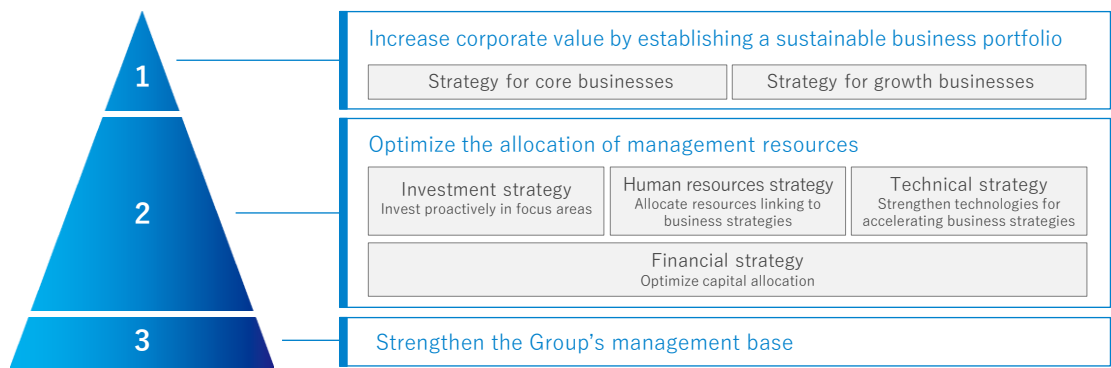 1
Increase corporate value by establishing a sustainable business portfolio
Strategy for core businesses
Strategy for growth businesses
2
Optimize the allocation of management resources
Investment strategy
Invest proactively in focus areas
Human resources strategy
Allocate resources linking to
business strategies
Technical strategy
Strengthen technologies for
accelerating business strategies
Financial strategy
Optimize capital allocation
3
Strengthen the Group’s management base